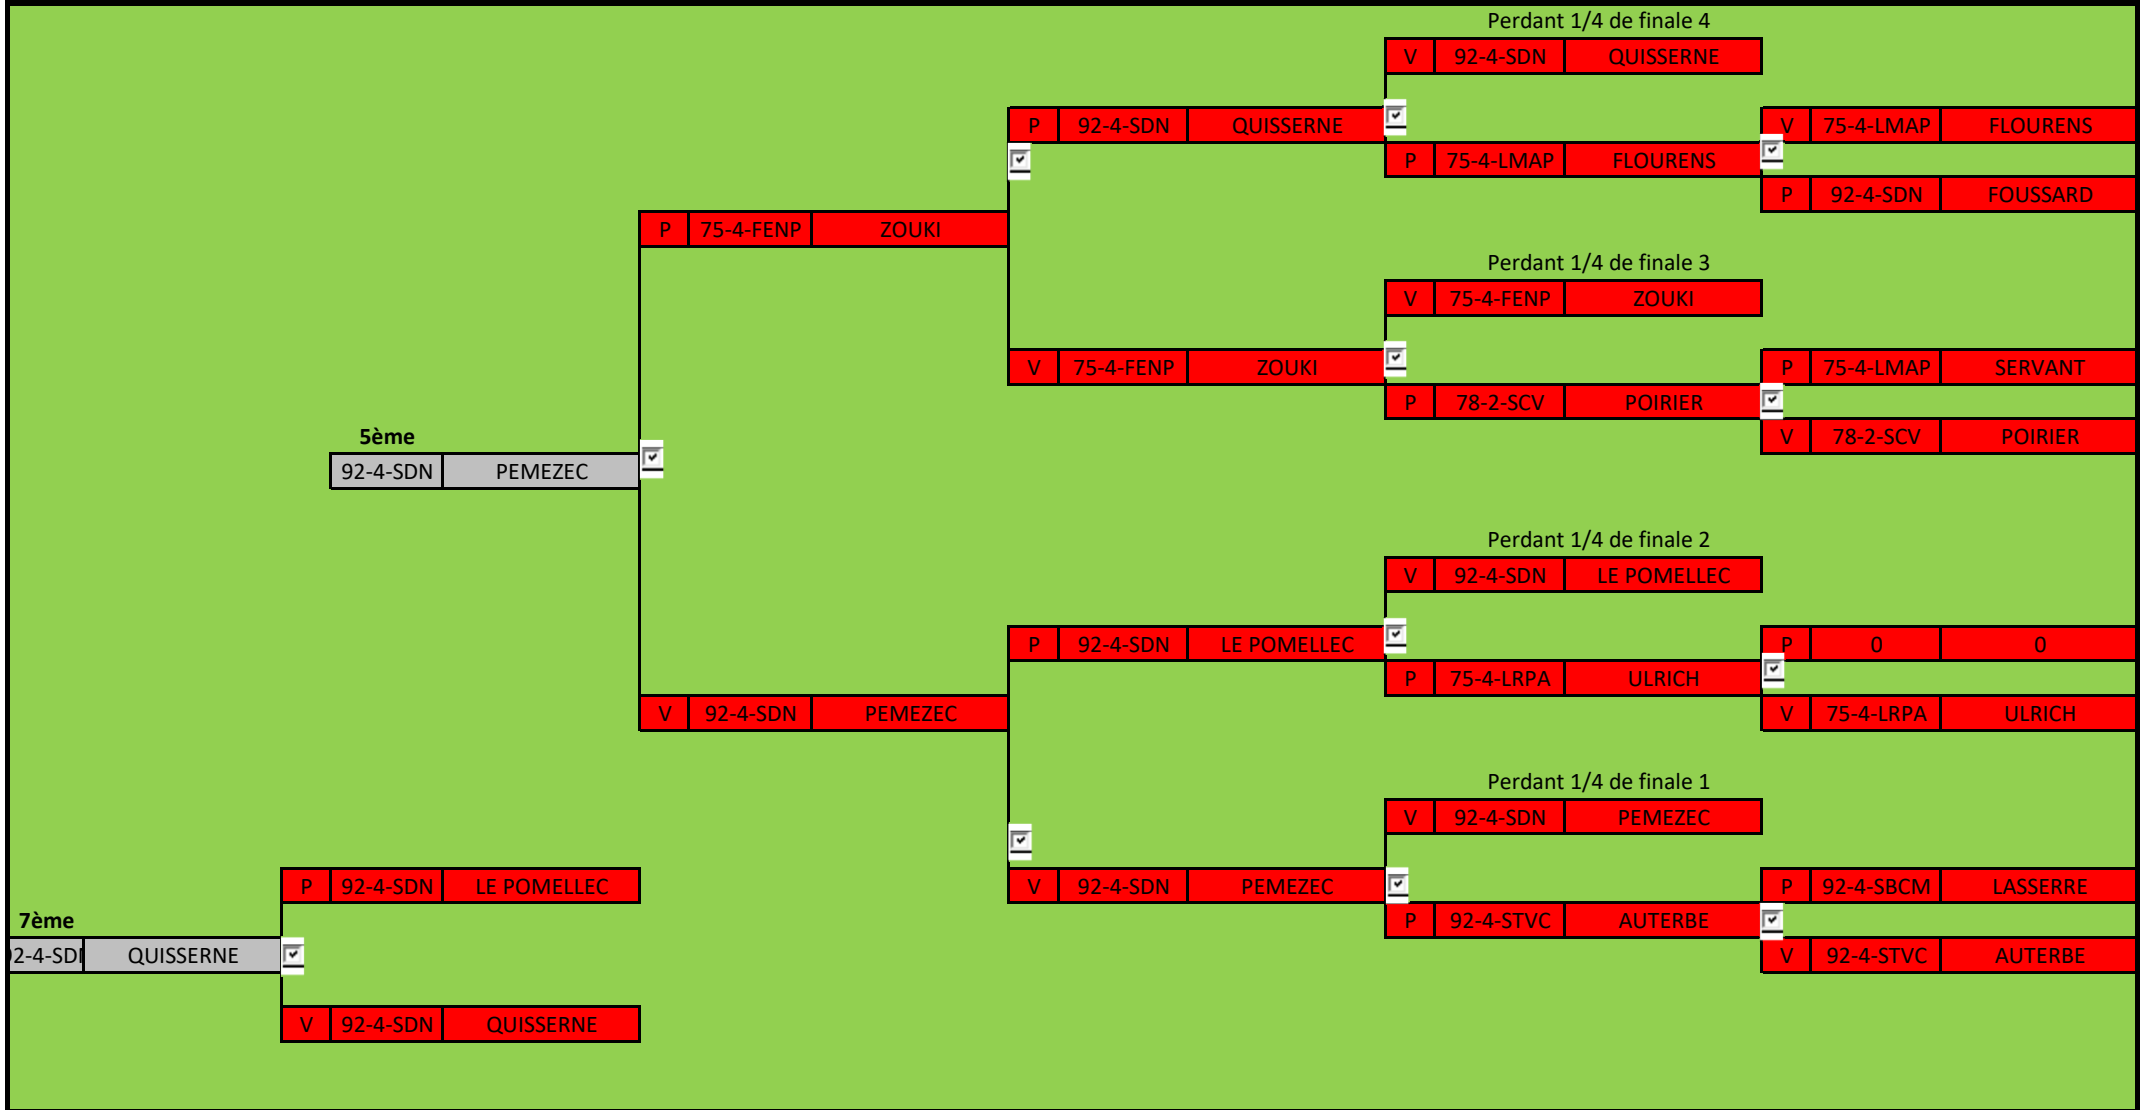 Perdant 1/4 de finale 4
V 92-4-SDN QUISSERNE
P 92-4-SDN QUISSERNE V 75-4-LMAP FLOURENS
P 75-4-LMAP FLOURENS
P 92-4-SDN FOUSSARD
P 75-4-FENP ZOUKI
Perdant 1/4 de finale 3
V 75-4-FENP ZOUKI
V 75-4-FENP ZOUKI P 75-4-LMAP SERVANT
P 78-2-SCV POIRIER
5ème V 78-2-SCV POIRIER
92-4-SDN PEMEZEC
Perdant 1/4 de finale 2
V 92-4-SDN LE POMELLEC
P 92-4-SDN LE POMELLEC P 0 0
P 75-4-LRPA ULRICH
V 92-4-SDN PEMEZEC V 75-4-LRPA ULRICH
Perdant 1/4 de finale 1
V 92-4-SDN PEMEZEC
P 92-4-SDN LE POMELLEC V 92-4-SDN PEMEZEC P 92-4-SBCM LASSERRE
7ème P 92-4-STVC AUTERBE
2-4-SD QUISSERNE V 92-4-STVC AUTERBE
V 92-4-SDN QUISSERNE